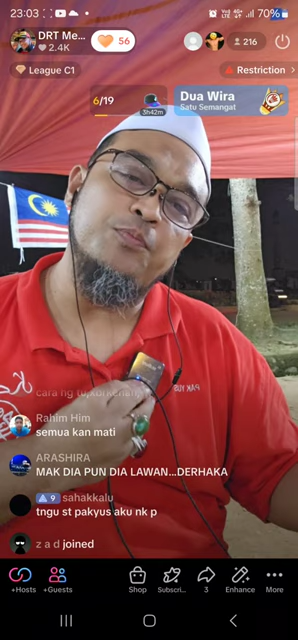 23:03
70%
DRT Me...
2.4K
56
216
League C1
Restriction >
6/19
3h42m
Dua Wira
Satu Semangat
PAK YUS
Rahim Him
semua kan mati
ARASHIRA
MAK DIA PUN DIA LAWAN...DERHAKA
9 sahakkalu
tngu st pakyus aku nk p
z a d joined
+Hosts
+Guests
Shop
Subscri...
3
Enhance
More